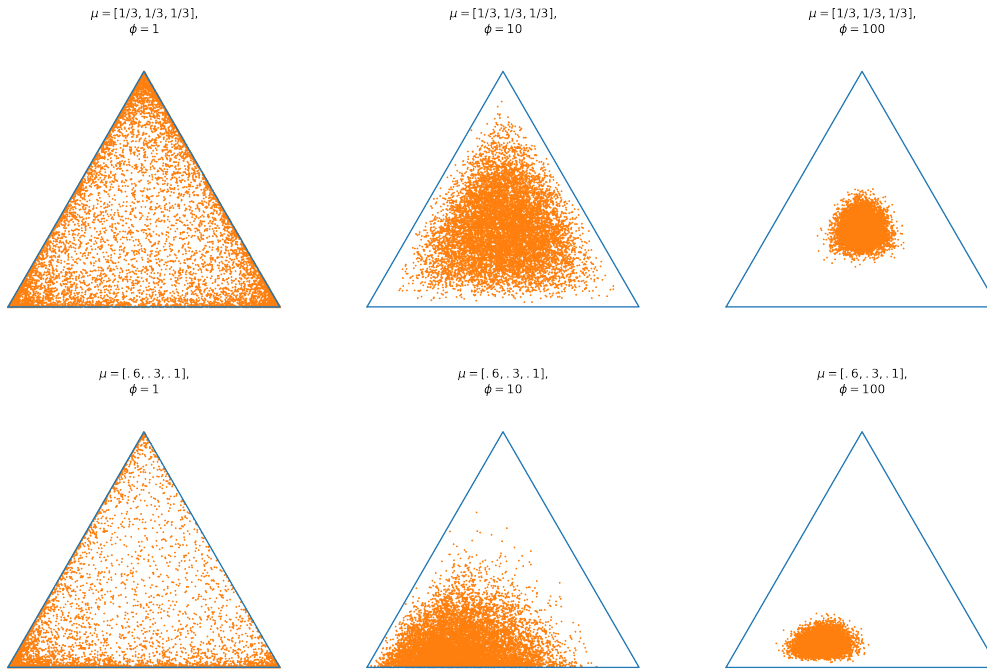 μ = [1/3, 1/3, 1/3],
ϕ = 1
μ = [1/3, 1/3, 1/3],
ϕ = 10
μ = [1/3, 1/3, 1/3],
ϕ = 100
μ = [. 6, . 3, . 1],
ϕ = 1
μ = [. 6, . 3, . 1],
ϕ = 10
μ = [. 6, . 3, . 1],
ϕ = 100